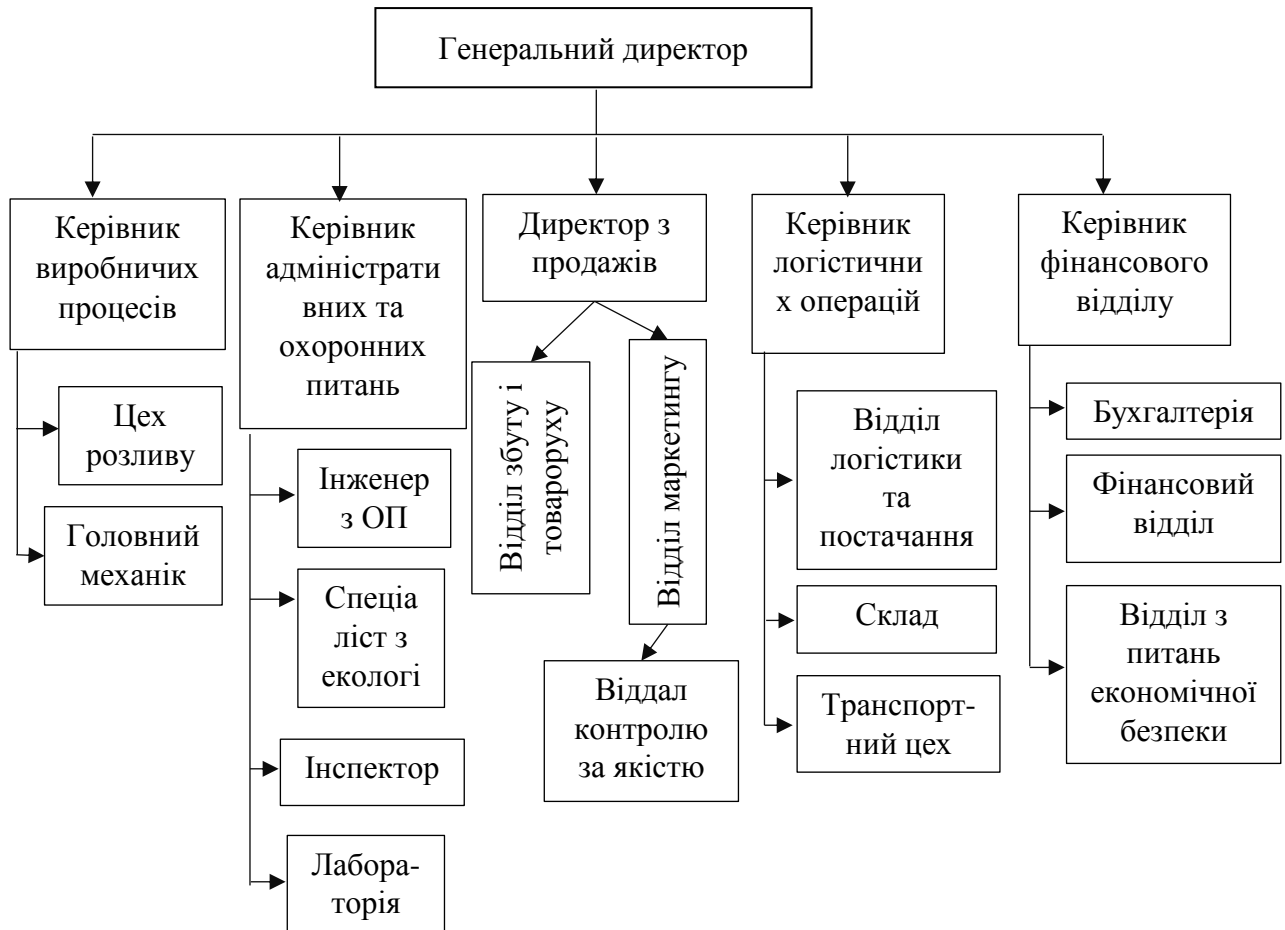 Генеральний директор
Керівник
виробничих
процесів
Керівник
адміністрати
вних та
охоронних
питань
Директор з
продажів
Керівник
логістични
х операцій
Керівник
фінансового
відділу
Цех
розливу
Головний
механік
Інженер
з ОП
Спеціа
ліст з
екологі
Інспектор
Лабора-
торія
Відділ збуту і
товароруху
Відділ маркетингу
Віддал
контролю
за якістю
Відділ
логістики
та
постачання
Склад
Транспорт-
ний цех
Бухгалтерія
Фінансовий
відділ
Відділ з
питань
економічної
безпеки